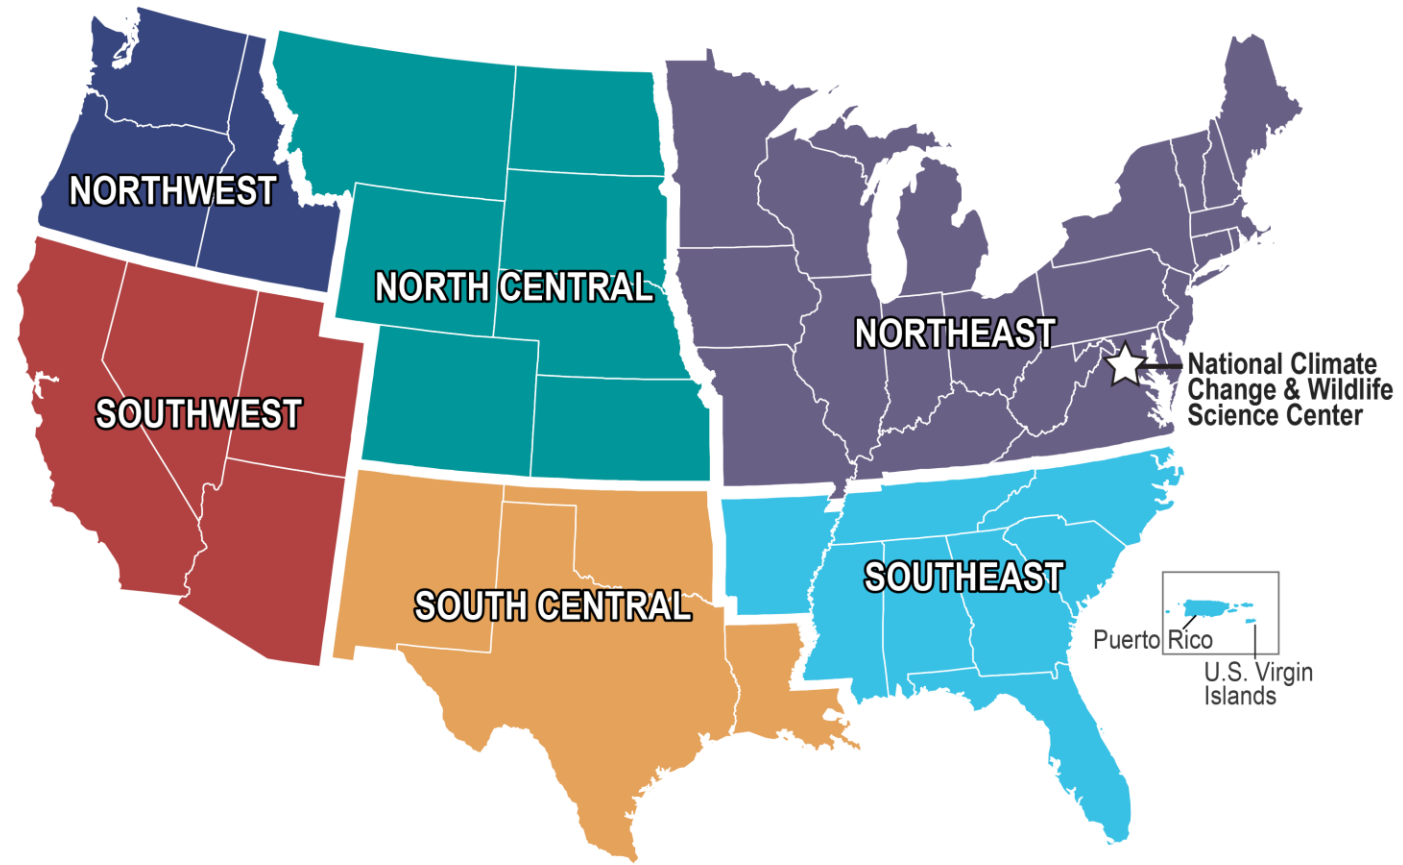 NORTHWEST
NORTH CENTRAL
NORTHEAST
National Climate
Change & Wildlife
Science Center
SOUTHWEST
SOUTH CENTRAL
SOUTHEAST
Puerto Rico
U.S. Virgin
Islands